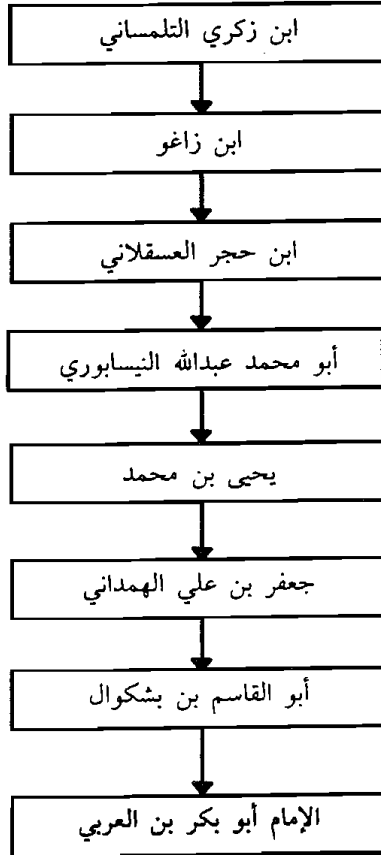 ابن زكري التلمساني
ابن زاغو
ابن حجر العسقلاني
أبو محمد عبدالله النيسابوري
يحيى بن محمد
جعفر بن علي الهمداني
أبو القاسم بن بشكوال
الإمام أبو بكر بن العربي